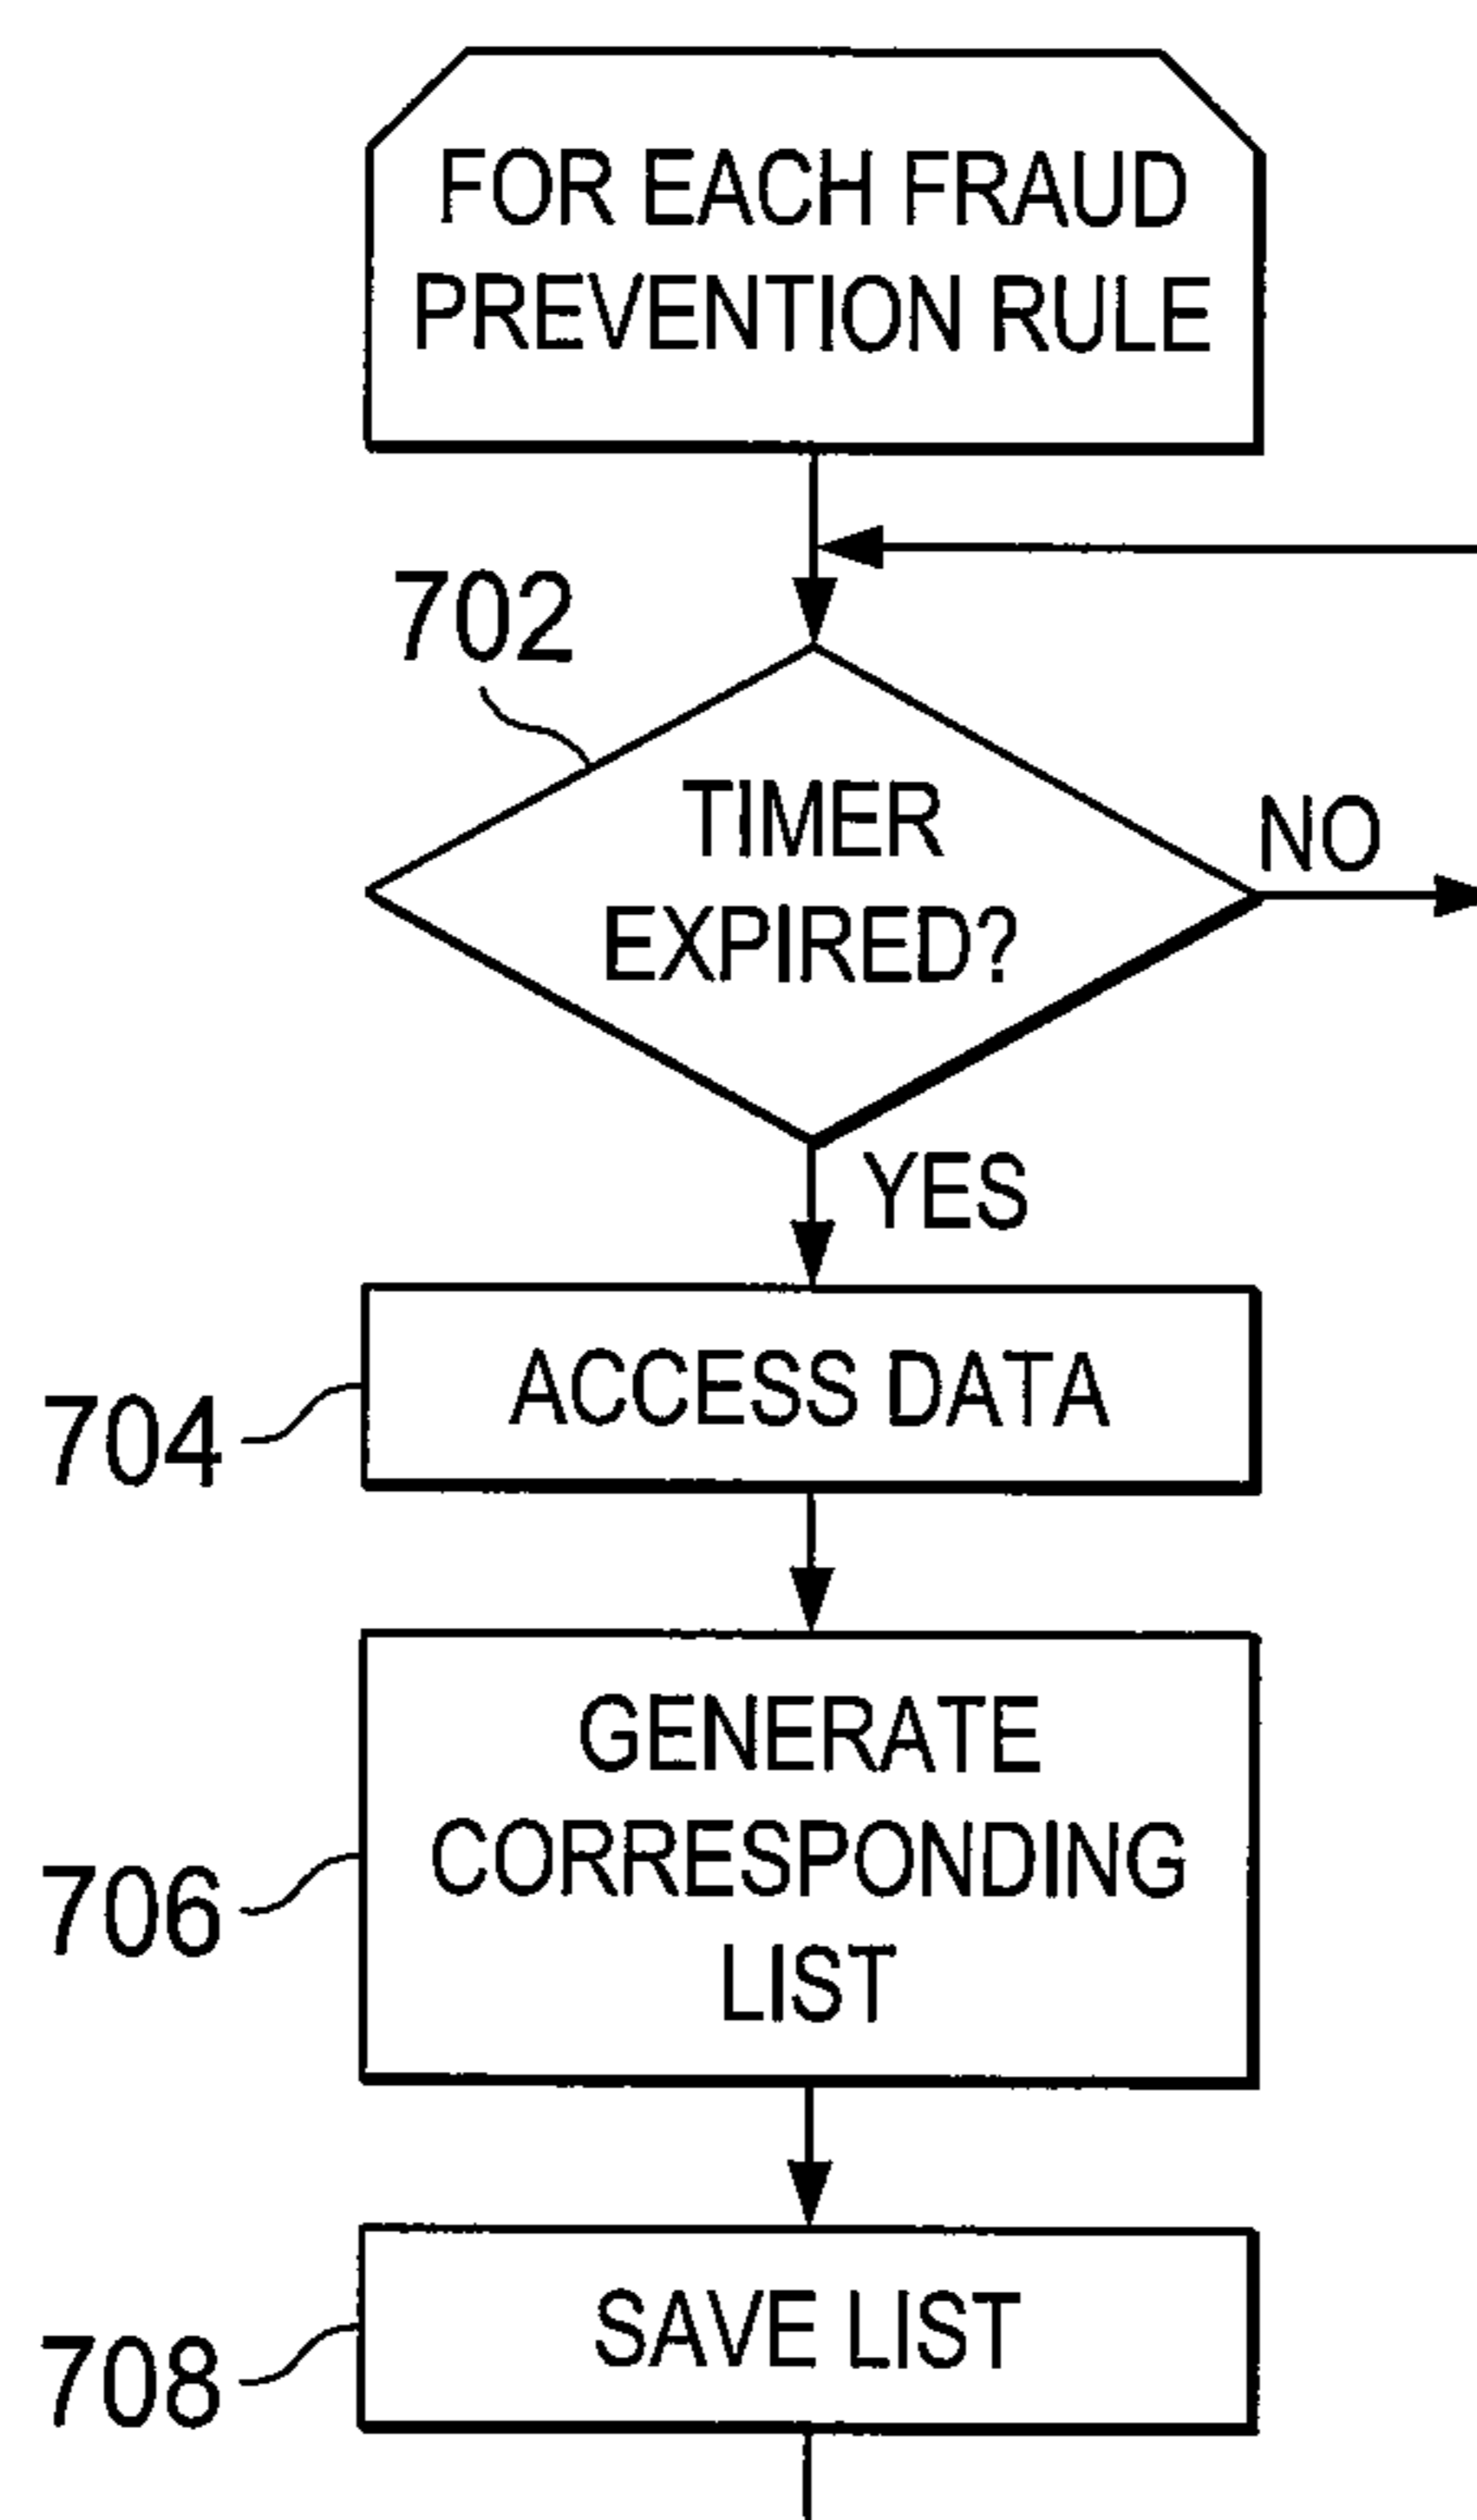 FOR EACH FRAUD
PREVENTION RULE
702
TIMER
EXPIRED?
NO
YES
ACCESS DATA
704
GENERATE
CORRESPONDING
LIST
706
SAVE LIST
708